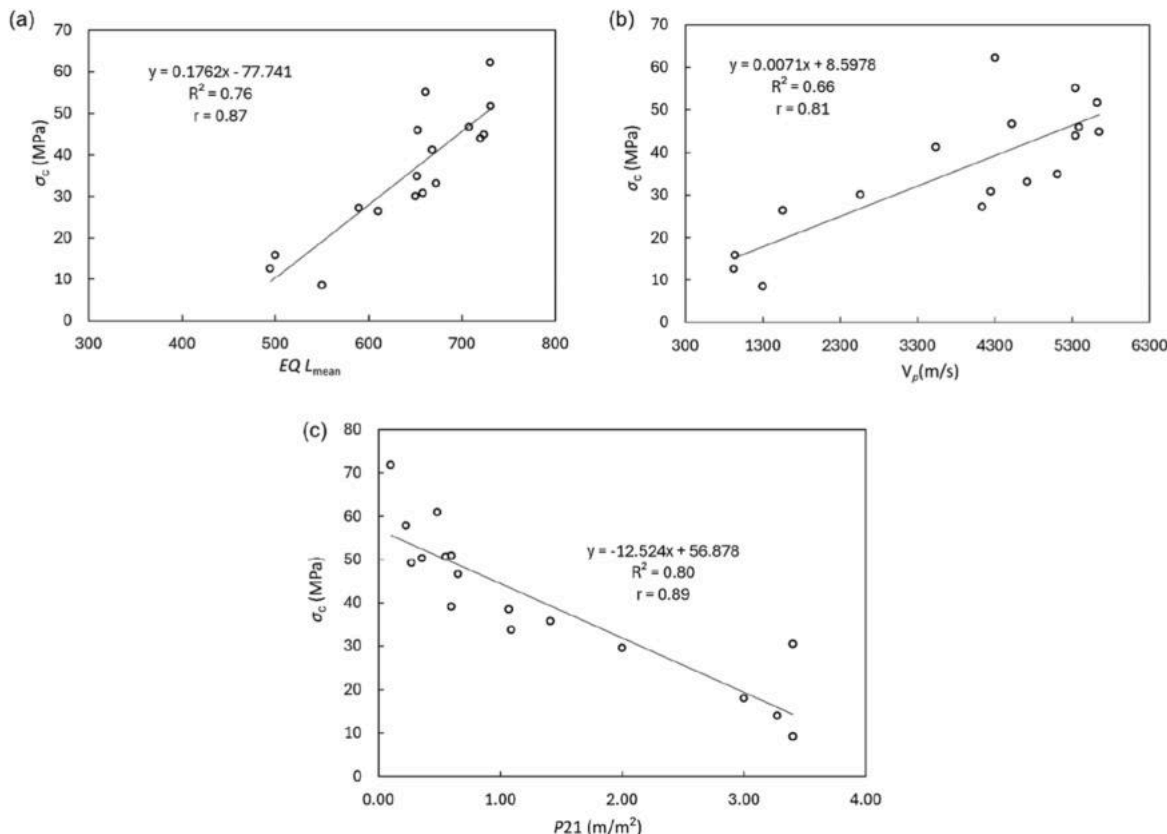 (a)
70
60
50
40
30
20
10
0
σc (MPa)
y = 0.1762x - 77.741
R² = 0.76
r = 0.87
300 400 500 600 700 800
EQ Lmean
(b)
70
60
50
40
30
20
10
0
σc (MPa)
y = 0.0071x + 8.5978
R² = 0.66
r = 0.81
300 1300 2300 3300 4300 5300 6300
Vp(m/s)
(c)
80
70
60
50
40
30
20
10
0
σc (MPa)
y = -12.524x + 56.878
R² = 0.80
r = 0.89
0.00 1.00 2.00 3.00 4.00
P21 (m/m²)